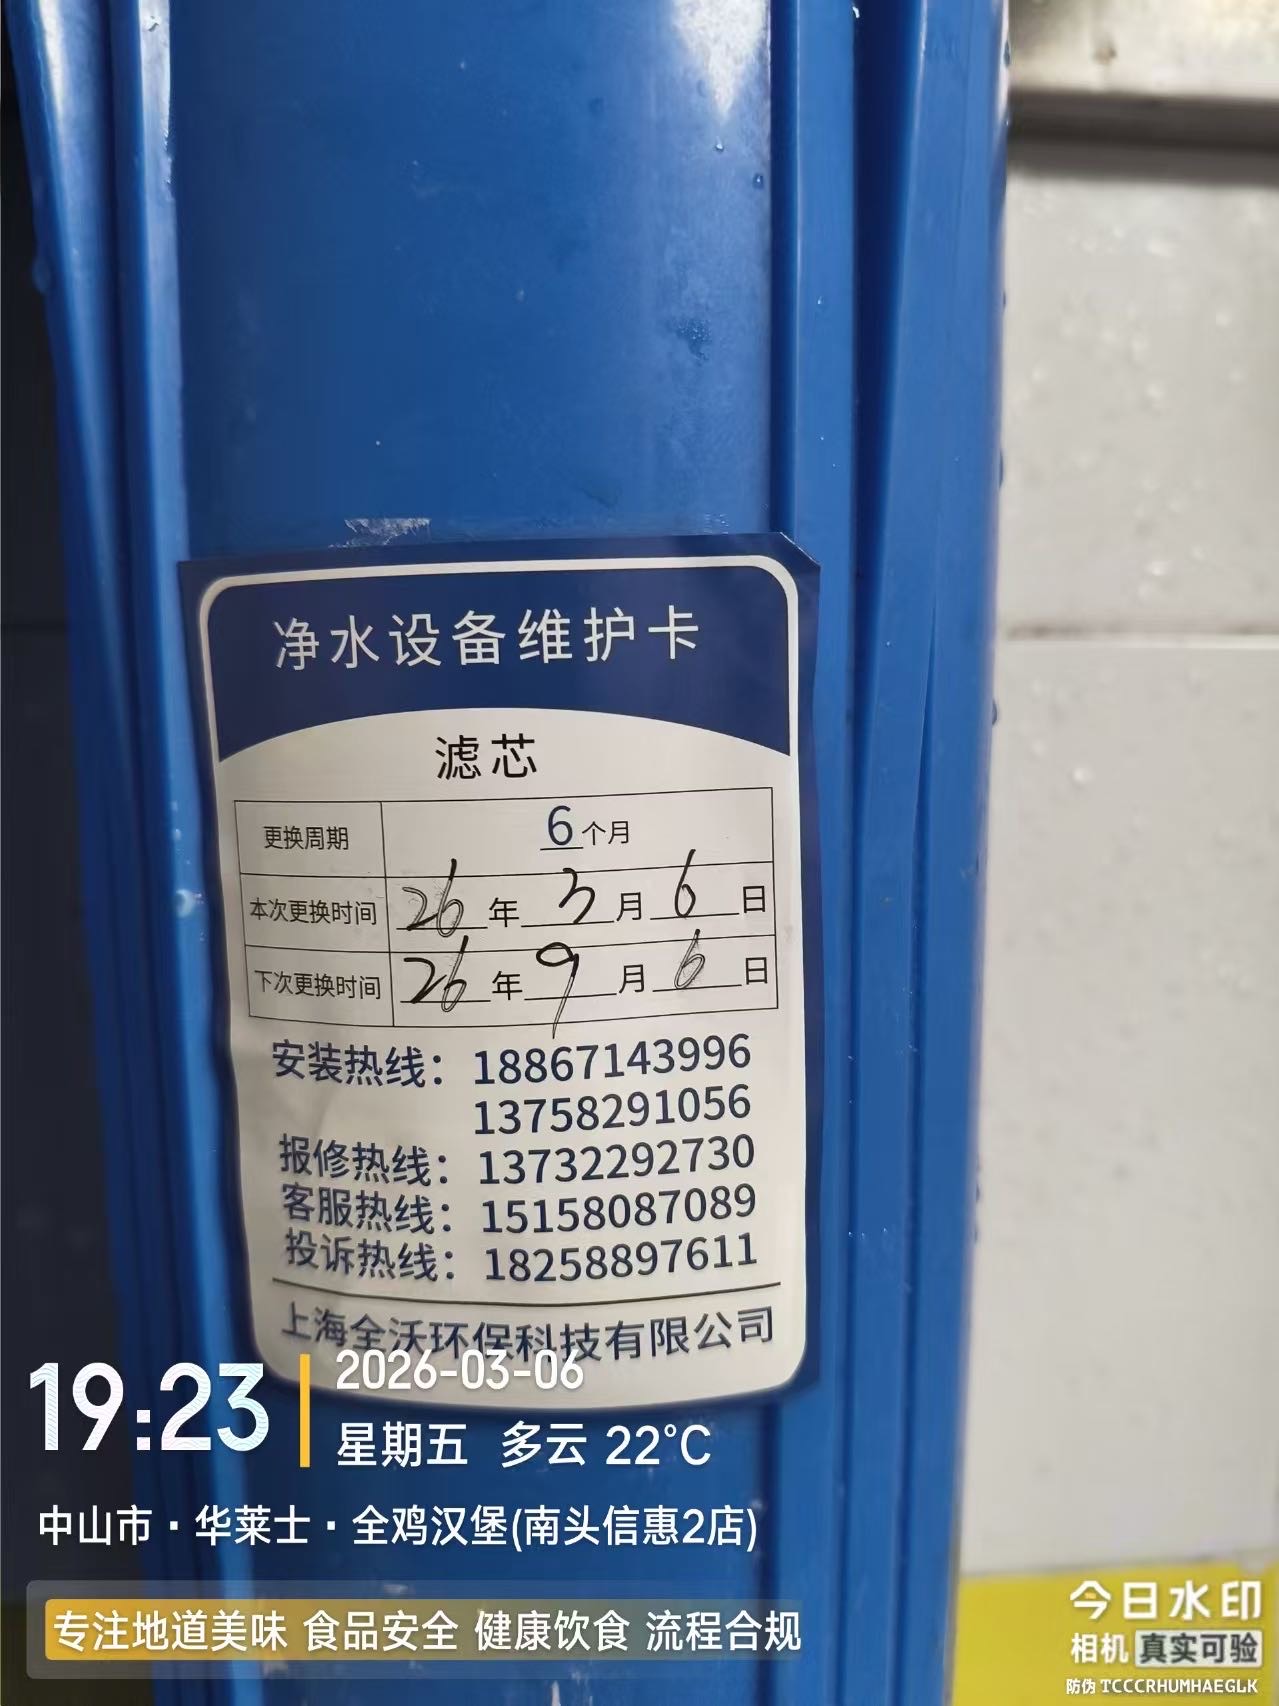 净水设备维护卡
滤芯
更换周期 6个月
本次更换时间 26年3月6日
下次更换时间 26年9月6日
安装热线：18867143996
13758291056
报修热线：13732292730
客服热线：15158087089
投诉热线：18258897611
上海全沃环保科技有限公司
19:23
2026-03-06
星期五 多云 22°C
中山市·华莱士·全鸡汉堡(南头信惠2店)
专注地道美味 食品安全 健康饮食 流程合规
今日水印
相机 真实可验
防伪 TCCCRHUMHAEGLK